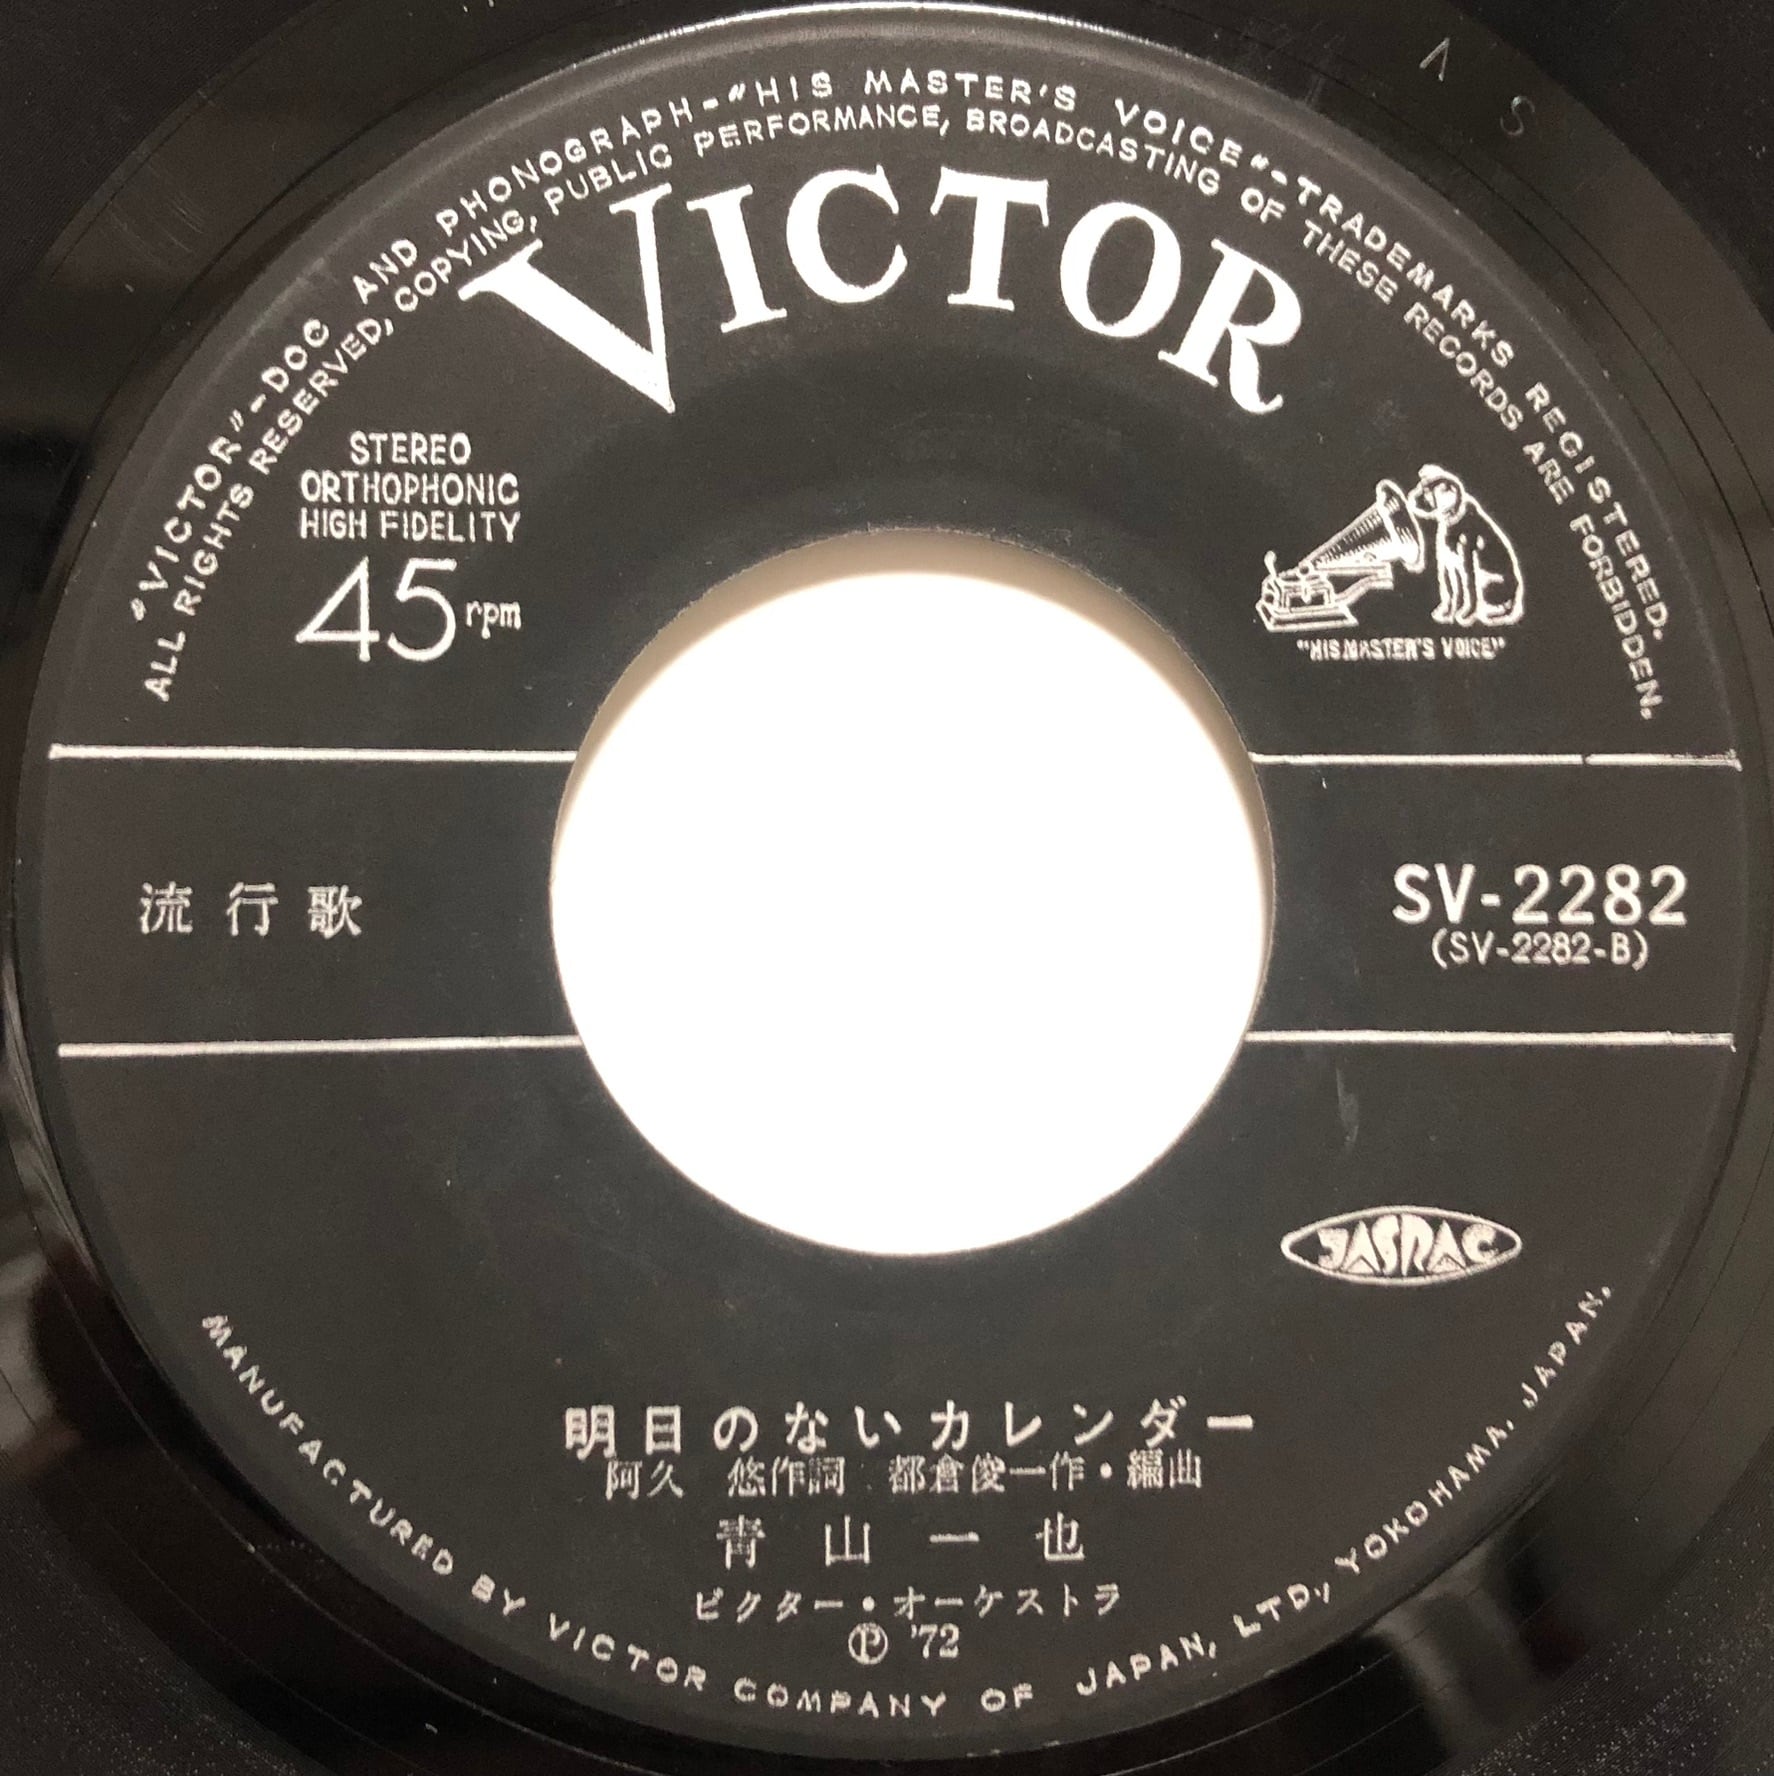 "VICTOR"-DOG AND PHONOGRAPH-"HIS MASTER'S VOICE"-TRADEMARKS REGISTERED.
ALL RIGHTS RESERVED, COPYING, PUBLIC PERFORMANCE, BROADCASTING OF THESE RECORDS ARE FORBIDDEN.
VICTOR
STEREO
ORTHOPHONIC
HIGH FIDELITY
45 rpm
"HIS MASTER'S VOICE"
流行歌
SV-2282
(SV-2282-B)
JASRAC
明日のないカレンダー
阿久 悠作詞 都倉俊一作・編曲
青山一也
ビクター・オーケストラ
Ⓟ '72
MANUFACTURED BY VICTOR COMPANY OF JAPAN, LTD., YOKOHAMA, JAPAN.